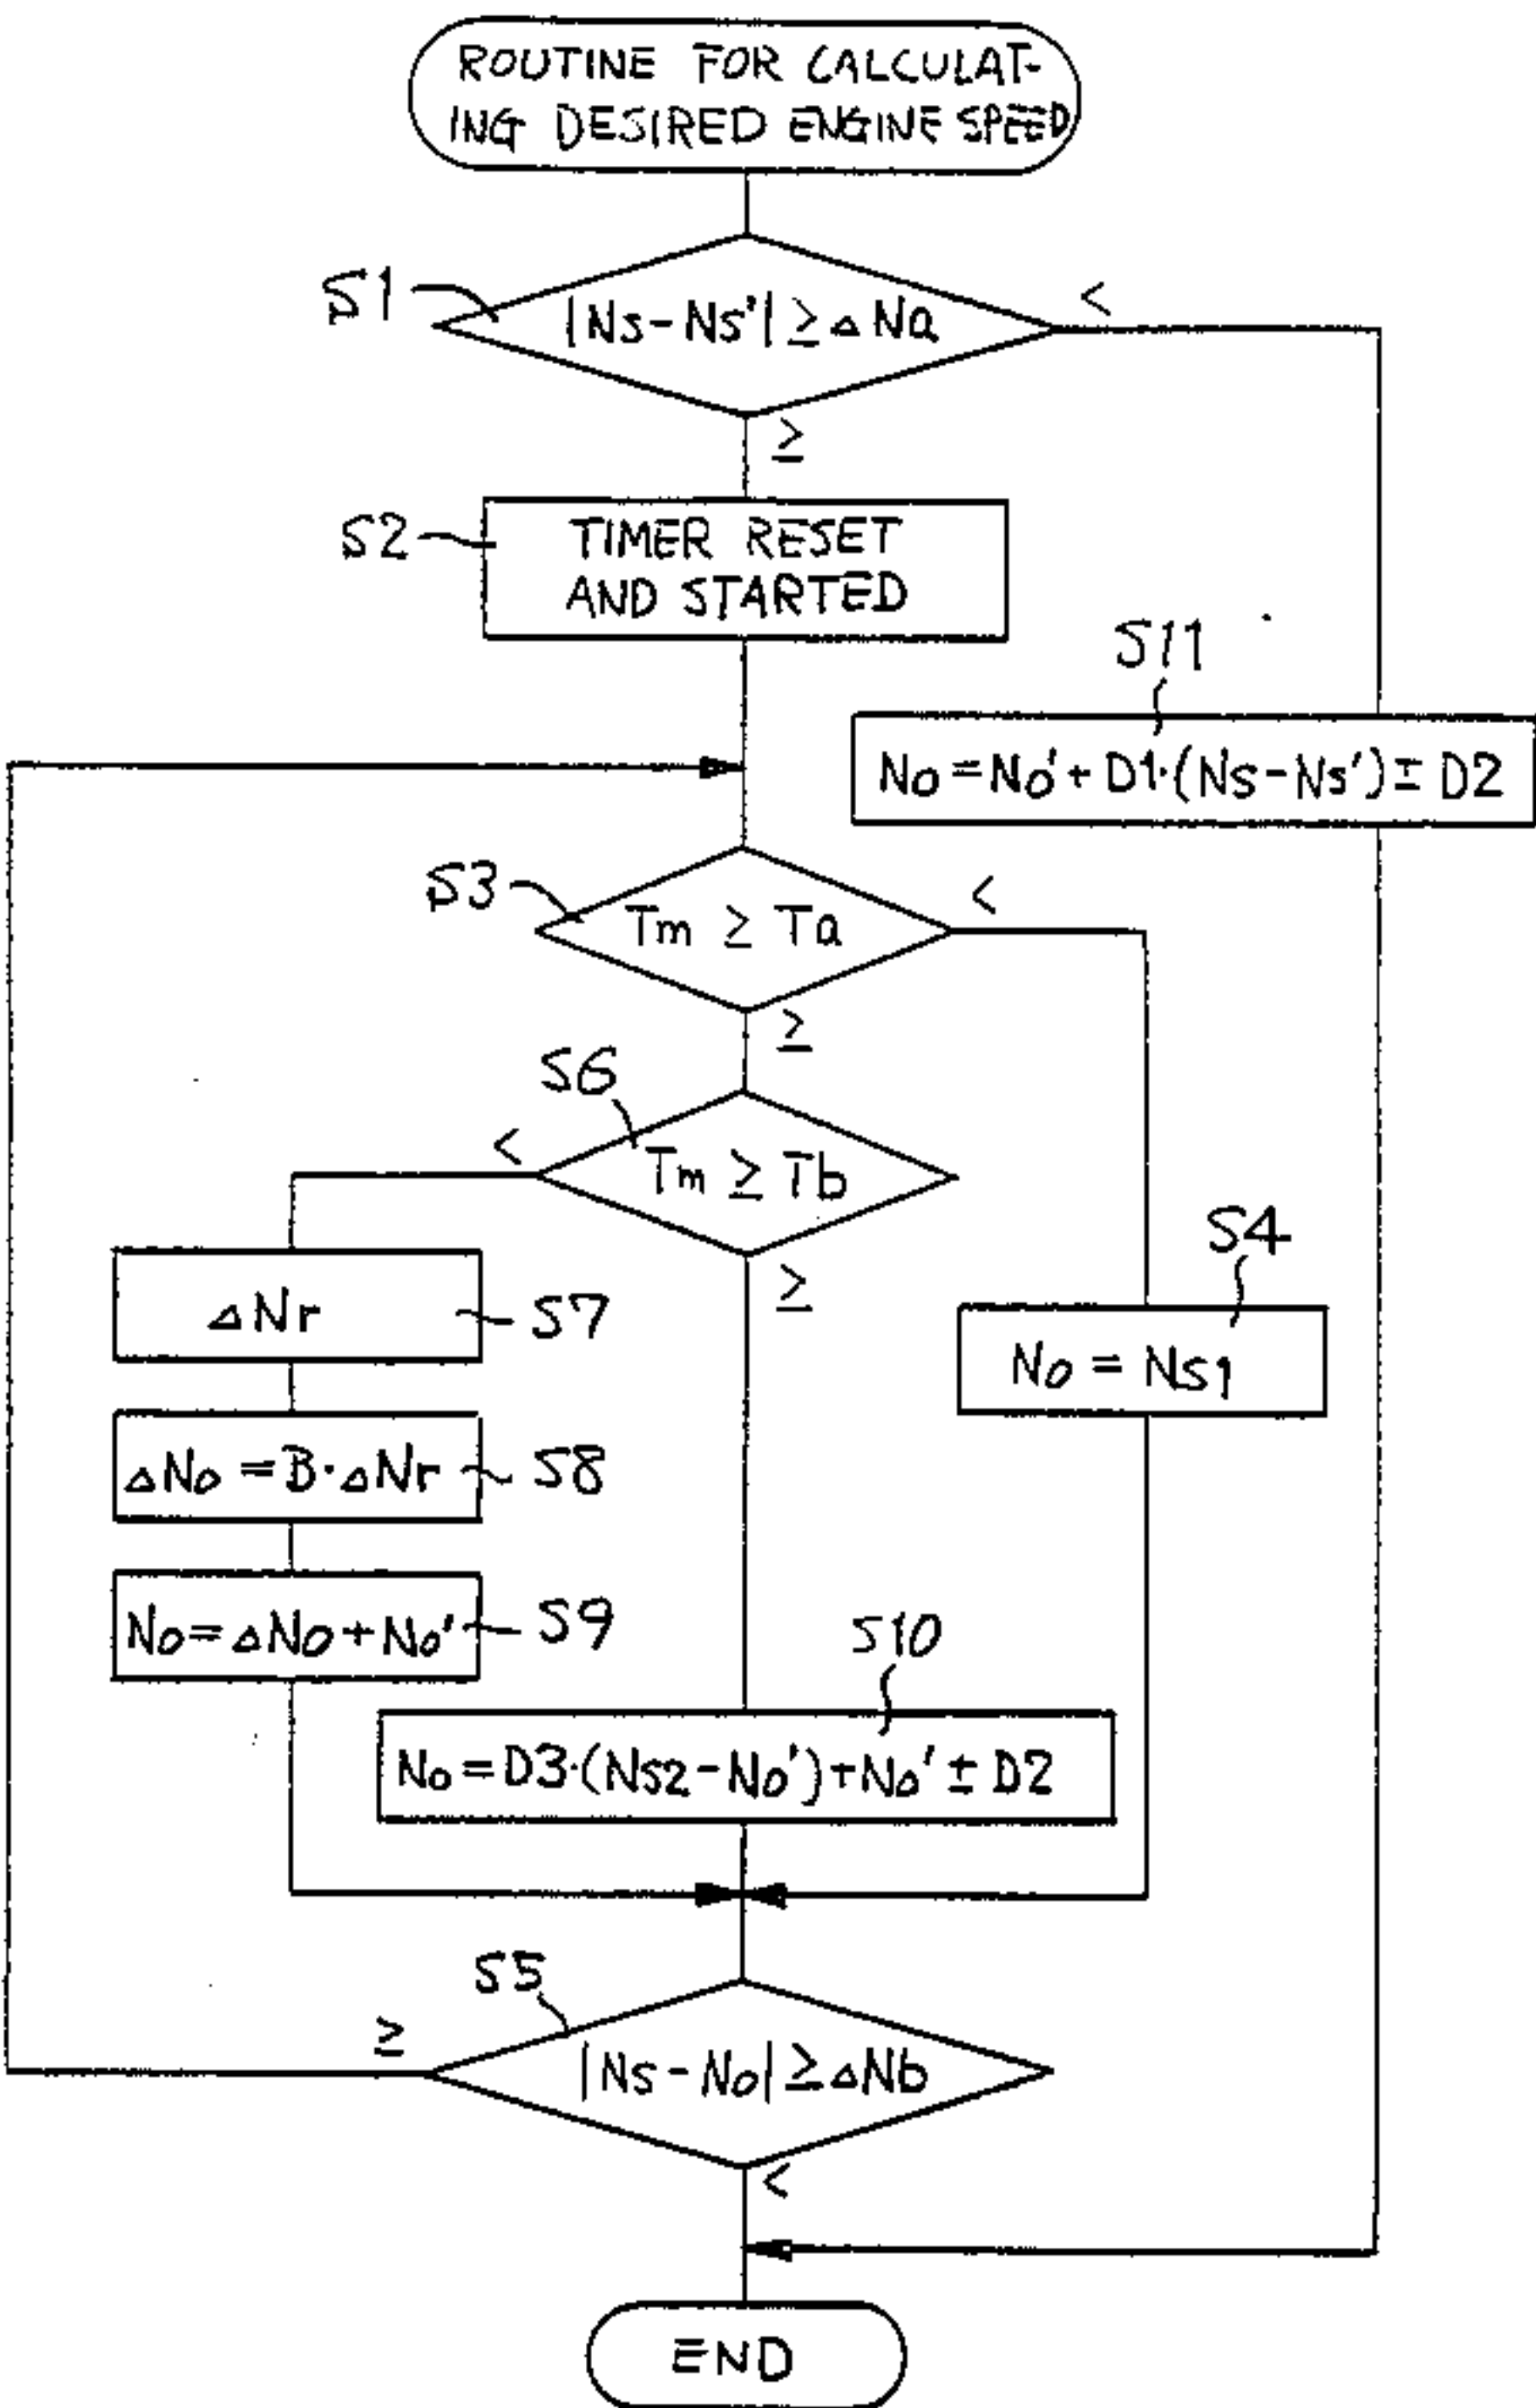 ROUTINE FOR CALCULAT-
ING DESIRED ENGINE SPEED
S1
|Ns-Ns'| ≥ ΔNa
<
≥
S2
TIMER RESET
AND STARTED
S11
No = No' + D1·(Ns-Ns') ± D2
S3
Tm ≥ Ta
<
≥
S6
Tm ≥ Tb
<
≥
S4
No = Ns1
ΔNr
S7
ΔNo = B·ΔNr
S8
No = ΔNo + No'
S9
S10
No = D3·(Ns2-No') + No' ± D2
S5
|Ns-No| ≥ ΔNb
≥
<
END